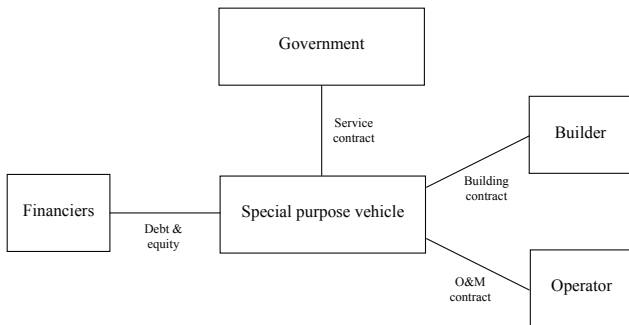 Government
Service
contract
Builder
Building
contract
Financiers
Debt &
equity
Special purpose vehicle
O&M
contract
Operator